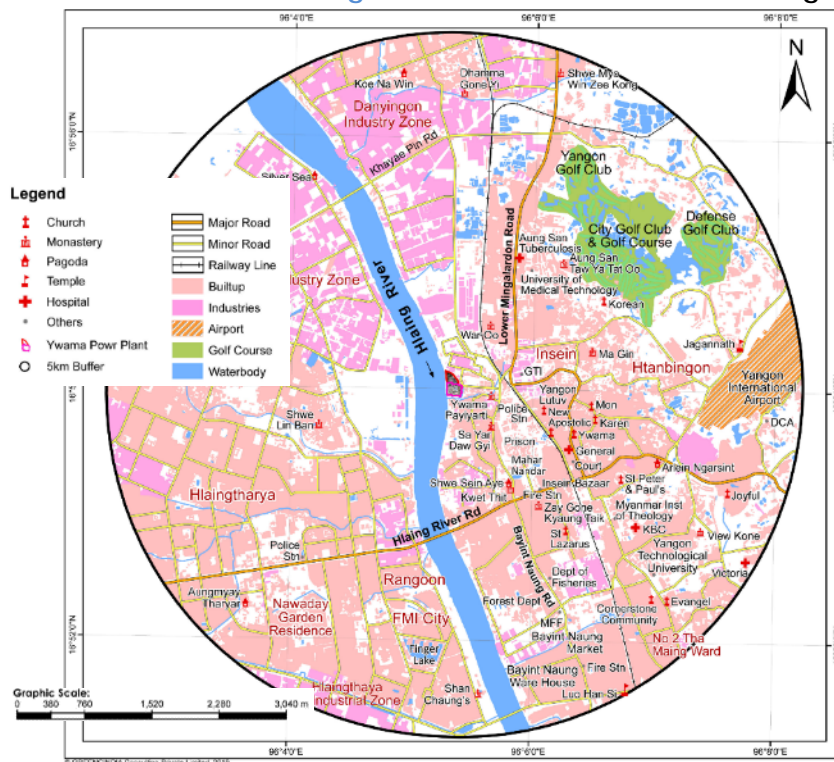 96°4'0"E
96°6'0"E
96°8'0"E
N
16°56'0"N
16°52'0"N
Koe Na Win
Dhamma
Gone Yi
Shwe Mya
Win Zee Kong
Danyingon
Industry Zone
Khayae Pin Rd
Silver Sea
Yangon
Golf Club
City Golf Club
& Golf Course
Defense
Golf Club
Legend
Church
Monastery
Pagoda
Temple
Hospital
Others
Ywama Powr Plant
5km Buffer
Major Road
Minor Road
Railway Line
Builtup
Industries
Airport
Golf Course
Waterbody
Industry Zone
Hlaing River
Lower Mingalardon Road
Aung San
Tuberculosis
Aung San
Taw Ya Tat Oo
University of
Medical Technology
Korean
War Co
Insein
Ma Gin
Jagannath
Htanbingon
Yangon
International
Airport
GTI
Yangon
Lutuv
Ywama
Payiyarti
Police
Stn
New
Apostolic
Mon
Karen
Ywama
DCA
Shwe
Lin Ban
Sa Yar
Daw Gyi
Prison
General
Court
Mahar
Nandar
Arlein Ngarsint
Hlaingtharya
Shwe Sein Aye
Kwet Thit
Insein Bazaar
Fire Stn
St Peter
& Paul's
Joyful
Zay Gone
Kyaung Taik
Myanmar Inst
of Theology
KBC
Hlaing River Rd
St
Lazarus
View Kone
Police
Stn
Bayint Naung Rd
Yangon
Technological
University
Victoria
Rangoon
Dept of
Fisheries
Aungmyay
Tharyar
Nawaday
Garden
Residence
FMI City
Forest Dept
Cornerstone
Community
Evangel
MFF
Bayint Naung
Market
No 2 Tha
Maing Ward
Tinger
Lake
Bayint Naung
Ware House
Fire Stn
Hlaingthaya
Industrial Zone
Shan
Chaung's
Luo Han Si
Graphic Scale:
0 380 760 1,520 2,280 3,040 m
96°4'0"E
96°6'0"E
96°8'0"E